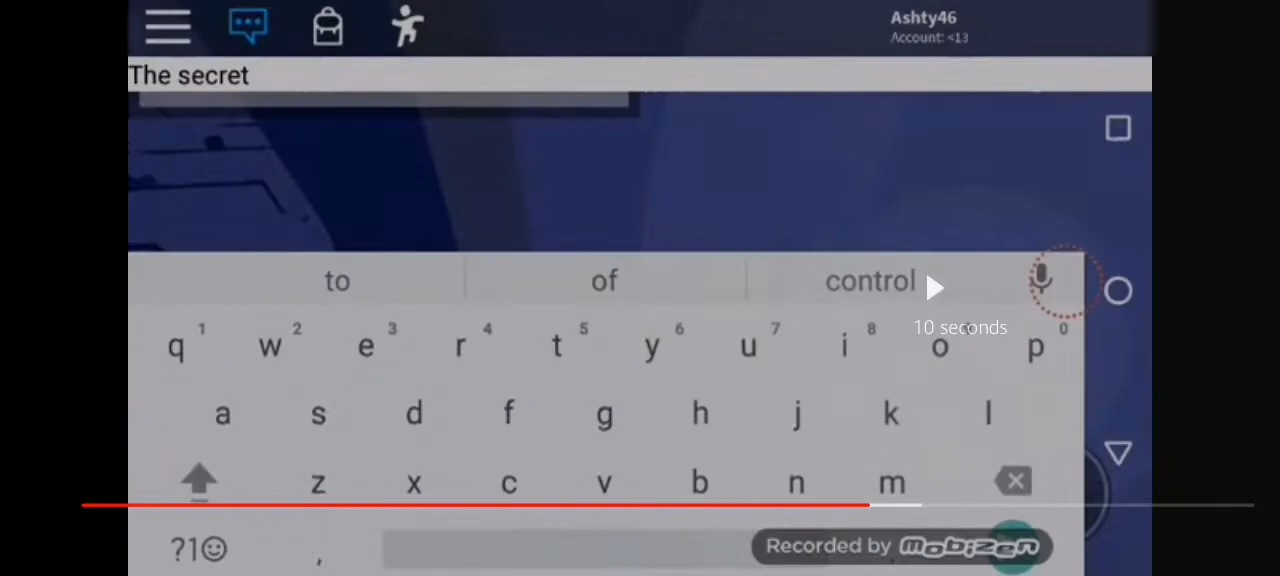 Ashty46
Account: <13
The secret
to of control
10 seconds
1 2 3 4 5 6 7 8 0
q w e r t y u i o p
a s d f g h j k l
z x c v b n m
?1☺ ,
Recorded by mobizen